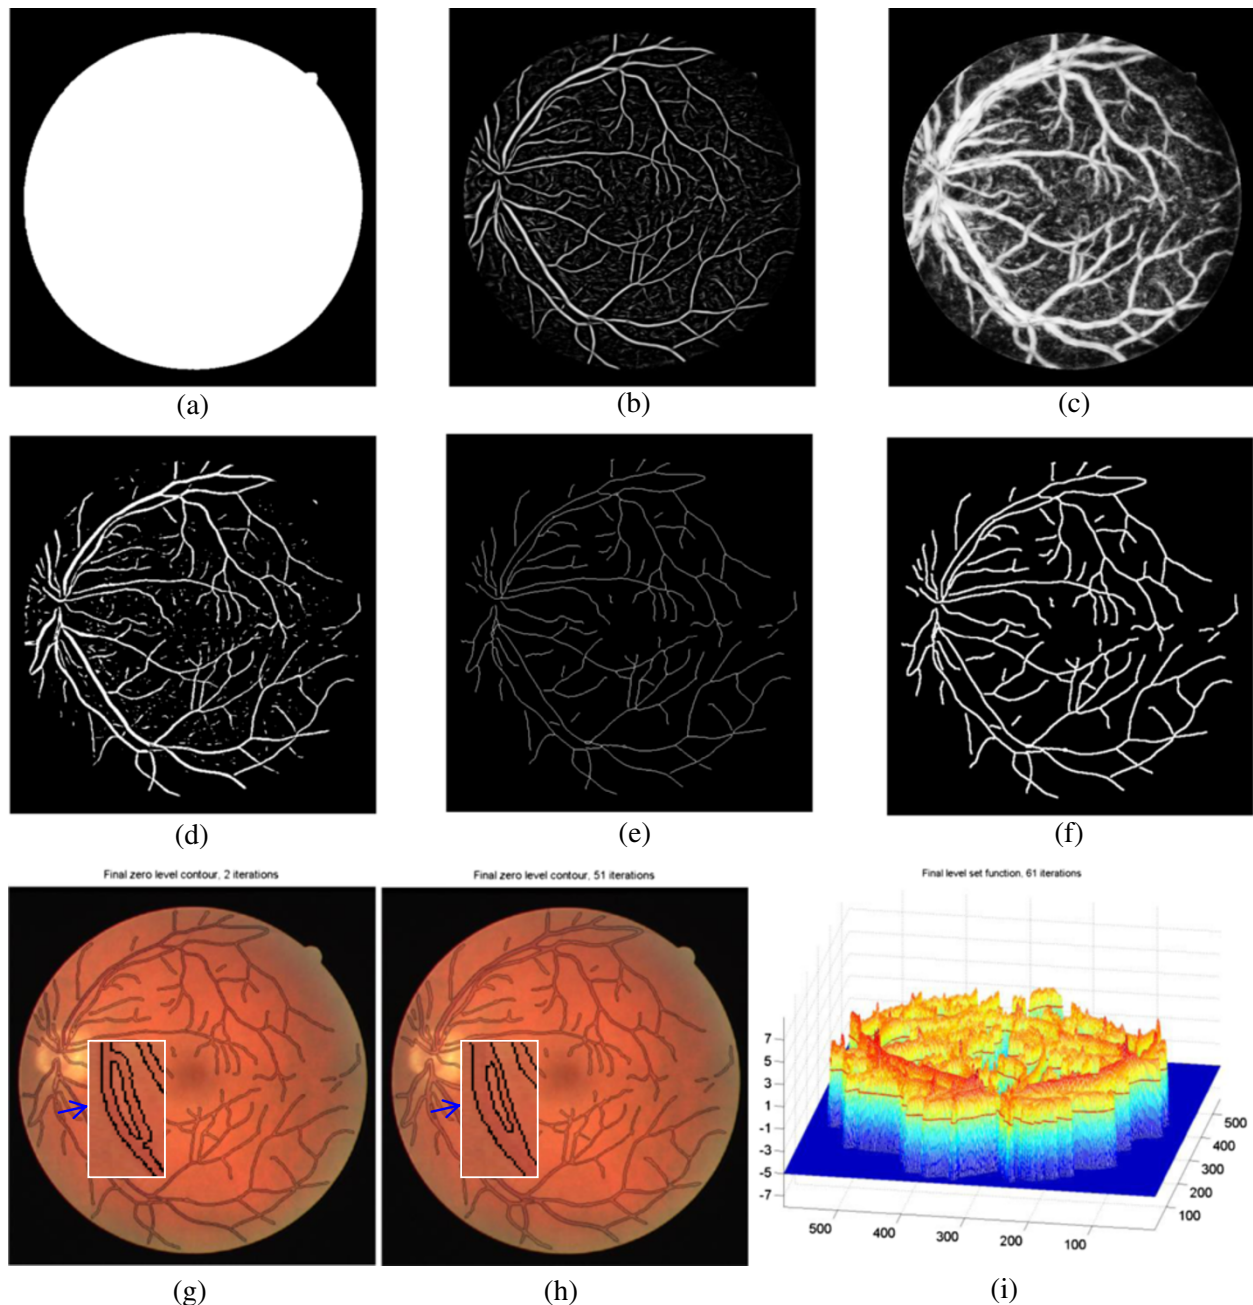 (a)
(b)
(c)
(d)
(e)
(f)
Final zero level contour, 2 iterations
Final zero level contour, 51 iterations
Final level set function, 61 iterations
7
5
3
1
-1
-3
-5
-7
500
400
300
200
100
500
400
300
200
100
(g)
(h)
(i)